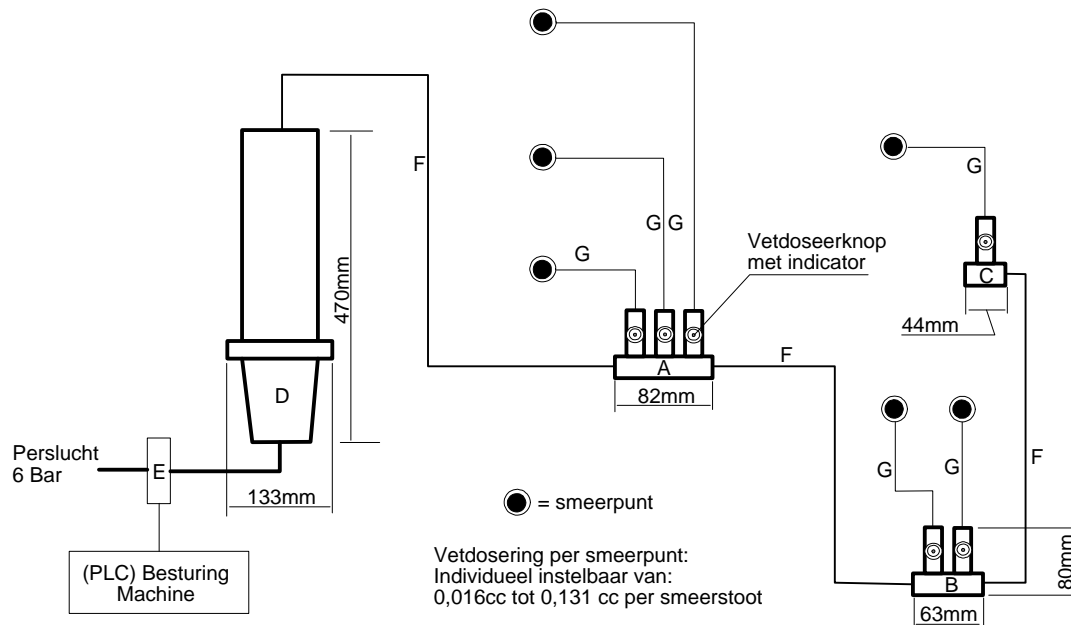 F
G
G G
G
470mm
Vetdoseerknop
met indicator
G
C
44mm
A
F
82mm
D
Perslucht
6 Bar
E
133mm
G
G
F
= smeerpunt
(PLC) Besturing
Machine
Vetdosering per smeerpunt:
Individueel instelbaar van:
0,016cc tot 0,131 cc per smeerstoot
B
63mm
80mm